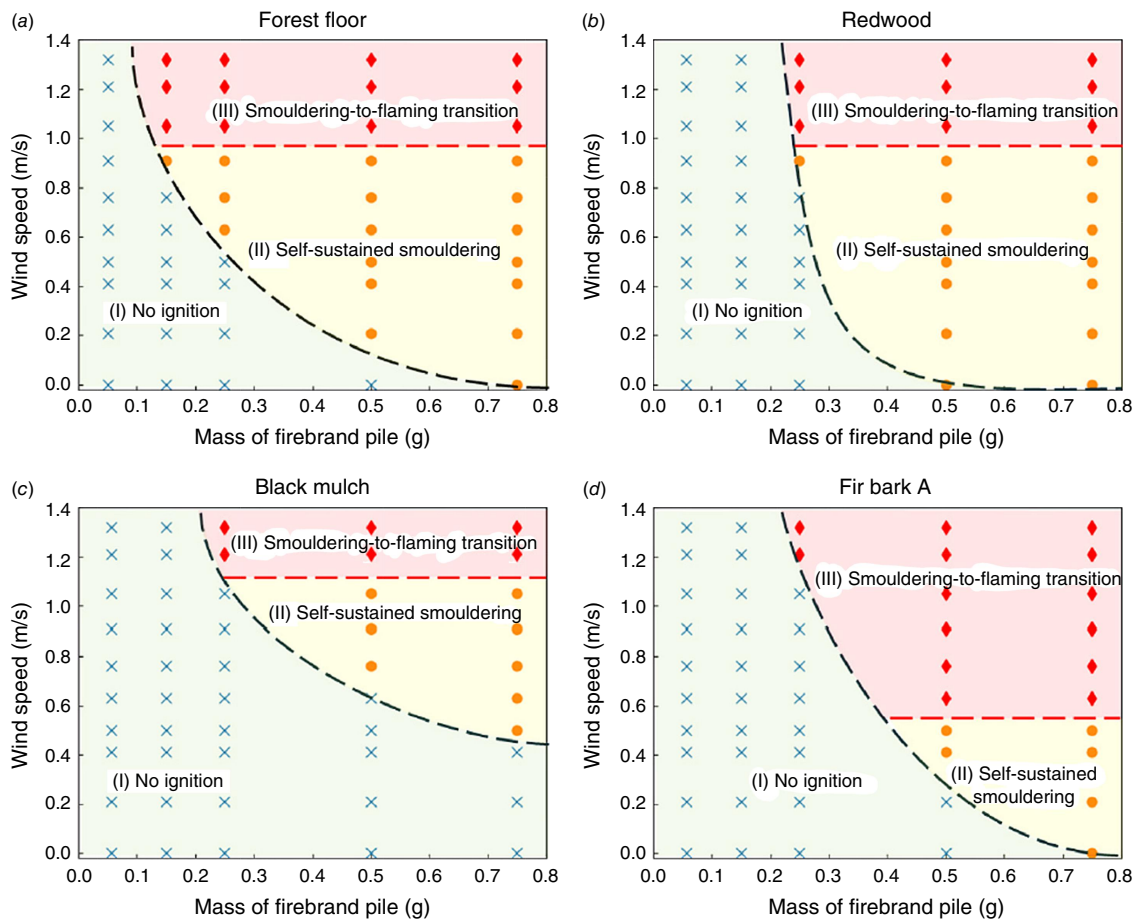 (a) Forest floor
1.4
1.2
1.0
0.8
0.6
0.4
0.2
0.0
Wind speed (m/s)
(III) Smouldering-to-flaming transition
(II) Self-sustained smouldering
(I) No ignition
0.0 0.1 0.2 0.3 0.4 0.5 0.6 0.7 0.8
Mass of firebrand pile (g)
(b) Redwood
1.4
1.2
1.0
0.8
0.6
0.4
0.2
0.0
Wind speed (m/s)
(III) Smouldering-to-flaming transition
(II) Self-sustained smouldering
(I) No ignition
0.0 0.1 0.2 0.3 0.4 0.5 0.6 0.7 0.8
Mass of firebrand pile (g)
(c) Black mulch
1.4
1.2
1.0
0.8
0.6
0.4
0.2
0.0
Wind speed (m/s)
(III) Smouldering-to-flaming transition
(II) Self-sustained smouldering
(I) No ignition
0.0 0.1 0.2 0.3 0.4 0.5 0.6 0.7 0.8
Mass of firebrand pile (g)
(d) Fir bark A
1.4
1.2
1.0
0.8
0.6
0.4
0.2
0.0
Wind speed (m/s)
(III) Smouldering-to-flaming transition
(I) No ignition
(II) Self-sustained
smouldering
0.0 0.1 0.2 0.3 0.4 0.5 0.6 0.7 0.8
Mass of firebrand pile (g)